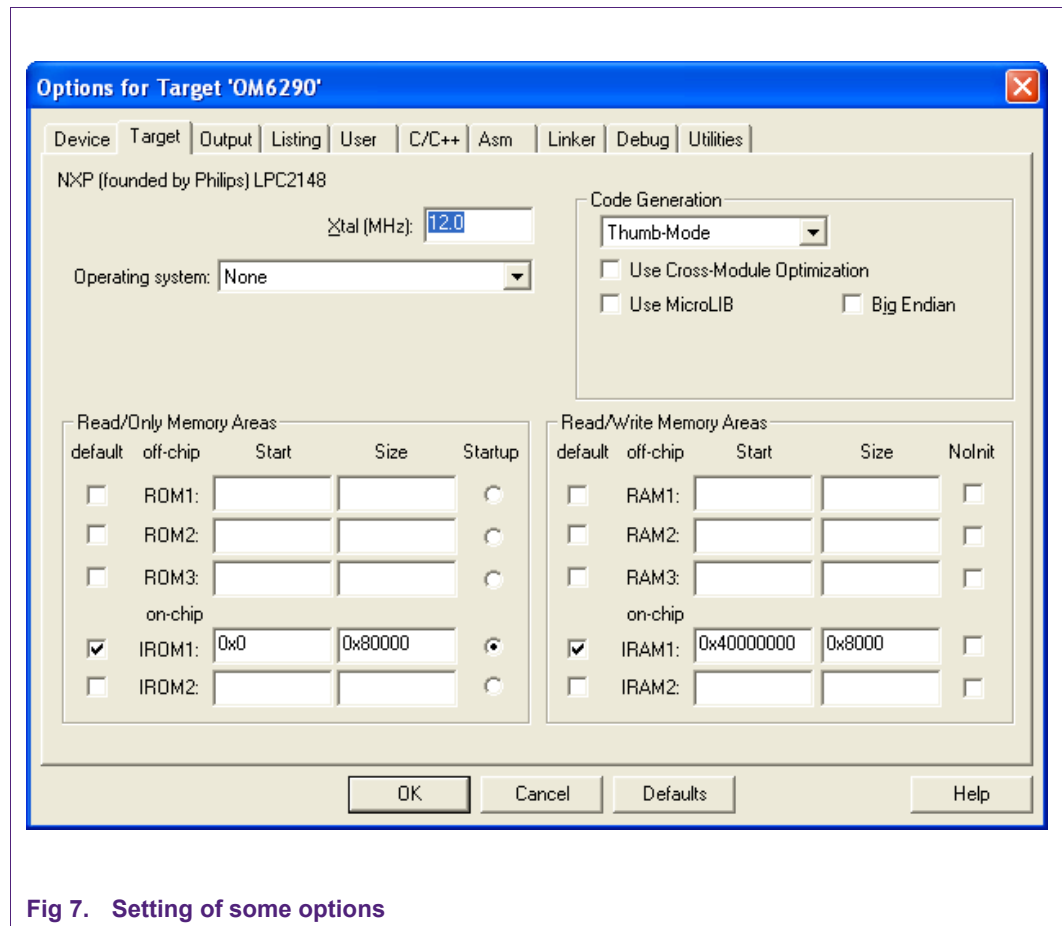 Options for Target 'OM6290'
Device Target Output Listing User C/C++ Asm Linker Debug Utilities
NXP (founded by Philips) LPC2148
Xtal (MHz): 12.0
Operating system: None
Code Generation
Thumb-Mode
Use Cross-Module Optimization
Use MicroLIB Big Endian
Read/Only Memory Areas
default off-chip Start Size Startup
ROM1:
ROM2:
ROM3:
on-chip
IROM1: 0x0 0x80000
IROM2:
Read/Write Memory Areas
default off-chip Start Size NoInit
RAM1:
RAM2:
RAM3:
on-chip
IRAM1: 0x40000000 0x8000
IRAM2:
OK Cancel Defaults Help
Fig 7. Setting of some options